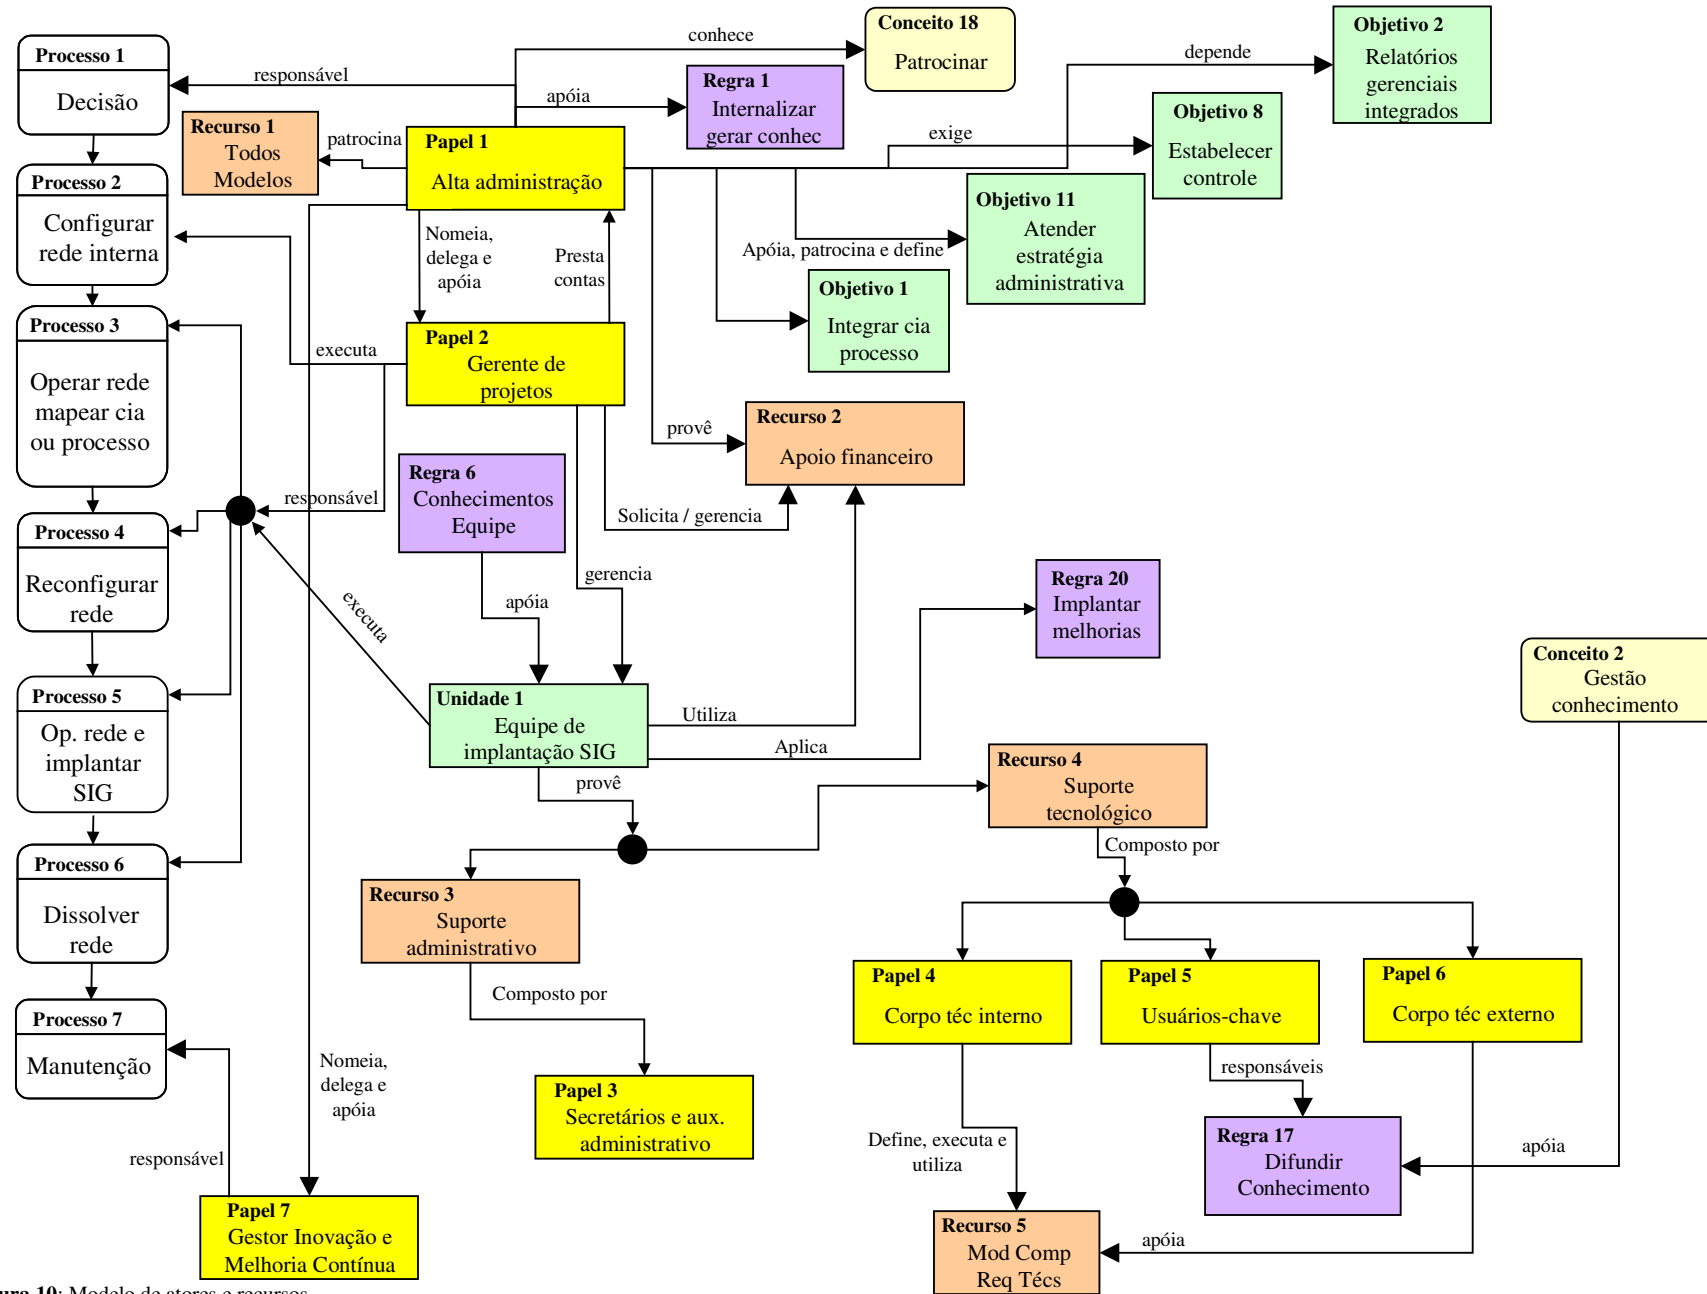 Conceito 18
Patrocinar
conhece
Objetivo 2
Relatórios
gerenciais
integrados
depende
Processo 1
Decisão
responsável
Regra 1
Internalizar
gerar conhec
apóia
Objetivo 8
Estabelecer
controle
exige
Recurso 1
Todos
Modelos
patrocina
Papel 1
Alta administração
Processo 2
Configurar
rede interna
Objetivo 11
Atender
estratégia
administrativa
Apóia, patrocina e define
Nomeia,
delega e
apóia
Presta
contas
Objetivo 1
Integrar cia
processo
Processo 3
Operar rede
mapear cia
ou processo
executa
Papel 2
Gerente de
projetos
Recurso 2
Apoio financeiro
provê
Regra 6
Conhecimentos
Equipe
responsável
Solicita / gerencia
Processo 4
Reconfigurar
rede
gerencia
apóia
executa
Regra 20
Implantar
melhorias
Conceito 2
Gestão
conhecimento
Processo 5
Op. rede e
implantar
SIG
Unidade 1
Equipe de
implantação SIG
Utiliza
Aplica
provê
Recurso 4
Suporte
tecnológico
Composto por
Processo 6
Dissolver
rede
Recurso 3
Suporte
administrativo
Composto por
Papel 4
Corpo téc interno
Papel 5
Usuários-chave
Papel 6
Corpo téc externo
Processo 7
Manutenção
Nomeia,
delega e
apóia
responsáveis
Papel 3
Secretários e aux.
administrativo
Define, executa e
utiliza
Regra 17
Difundir
Conhecimento
apóia
responsável
Papel 7
Gestor Inovação e
Melhoria Contínua
Recurso 5
Mod Comp
Req Técs
apóia
: Modelo de atores e recursos